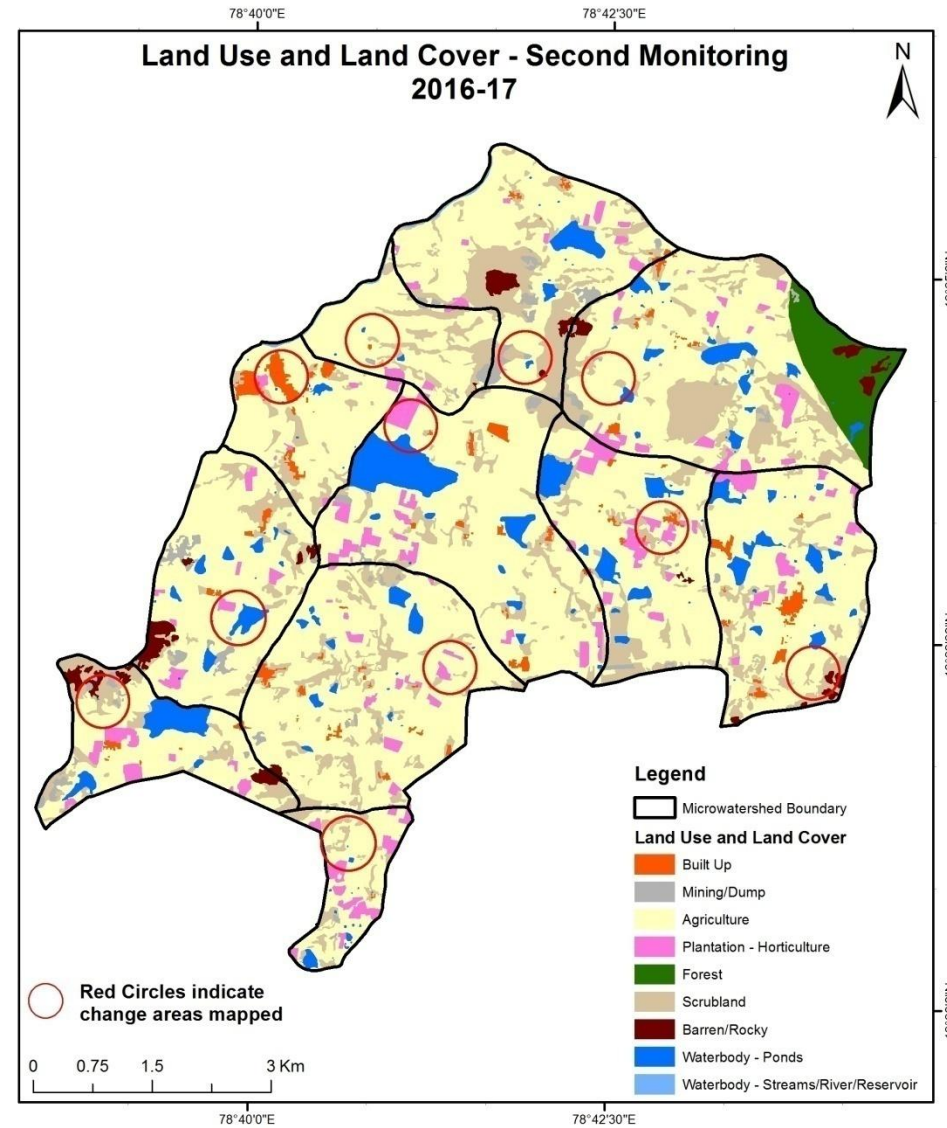 78°40'0"E
78°42'30"E
Land Use and Land Cover - Second Monitoring
2016-17
N
Legend
Microwatershed Boundary
Land Use and Land Cover
Built Up
Mining/Dump
Agriculture
Plantation - Horticulture
Forest
Scrubland
Barren/Rocky
Waterbody - Ponds
Waterbody - Streams/River/Reservoir
Red Circles indicate
change areas mapped
0 0.75 1.5 3 Km
78°40'0"E
78°42'30"E